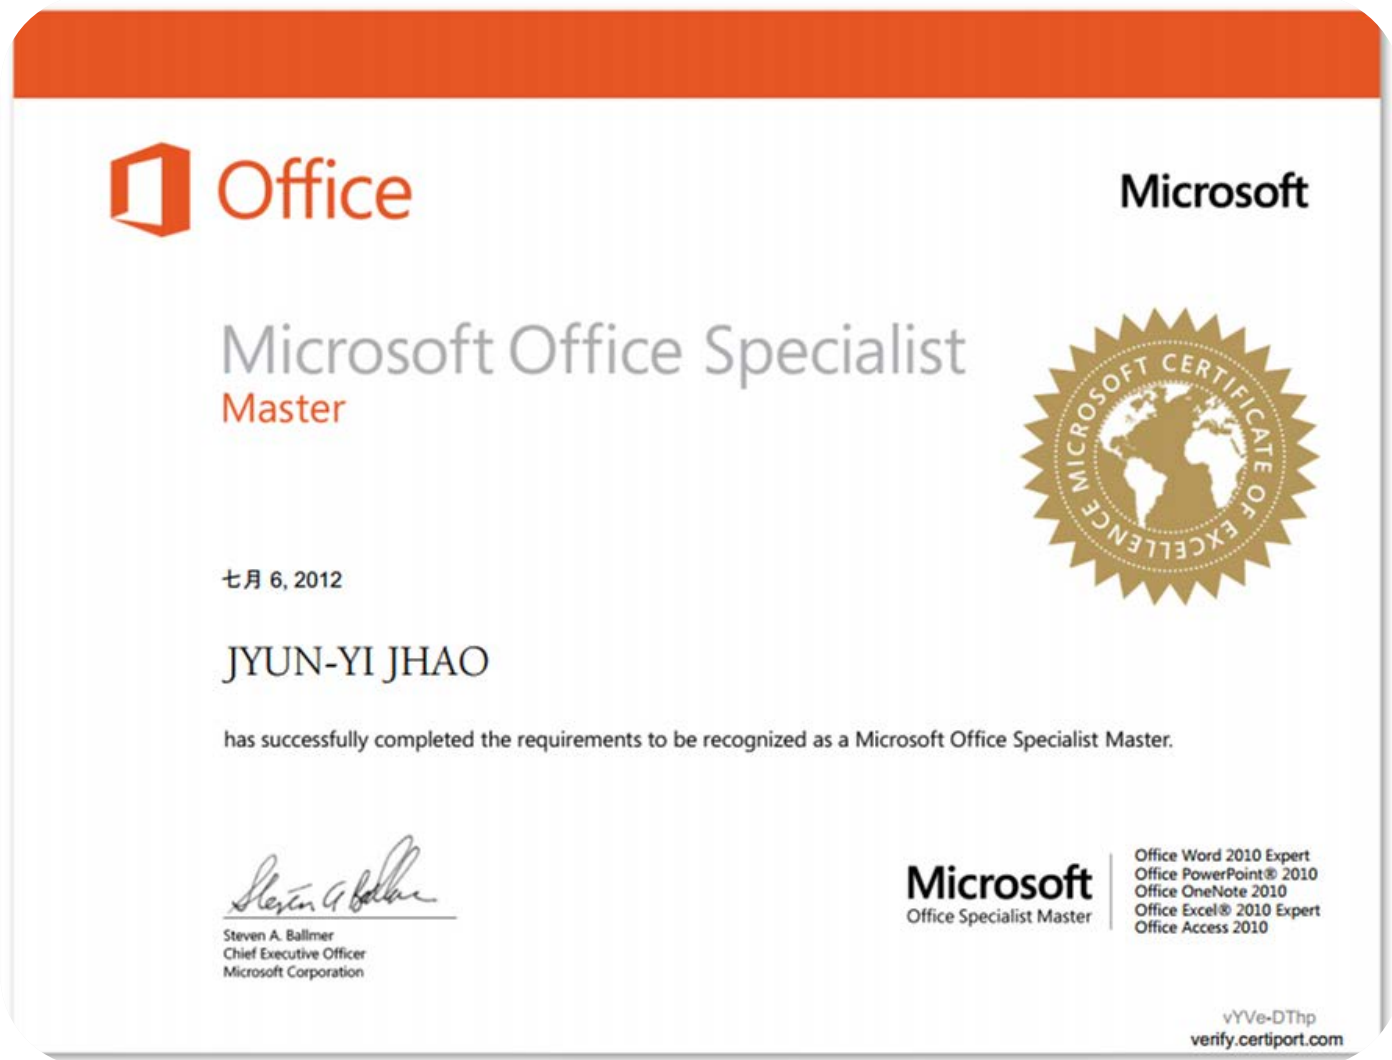 Office
Microsoft
Microsoft Office Specialist
Master
MICROSOFT CERTIFICATE OF EXCELLENCE
七月 6, 2012
JYUN-YI JHAO
has successfully completed the requirements to be recognized as a Microsoft Office Specialist Master.
Steven A Ballmer
Steven A. Ballmer
Chief Executive Officer
Microsoft Corporation
Microsoft
Office Specialist Master
Office Word 2010 Expert
Office PowerPoint® 2010
Office OneNote 2010
Office Excel® 2010 Expert
Office Access 2010
vYVe-DThp
verify.certiport.com